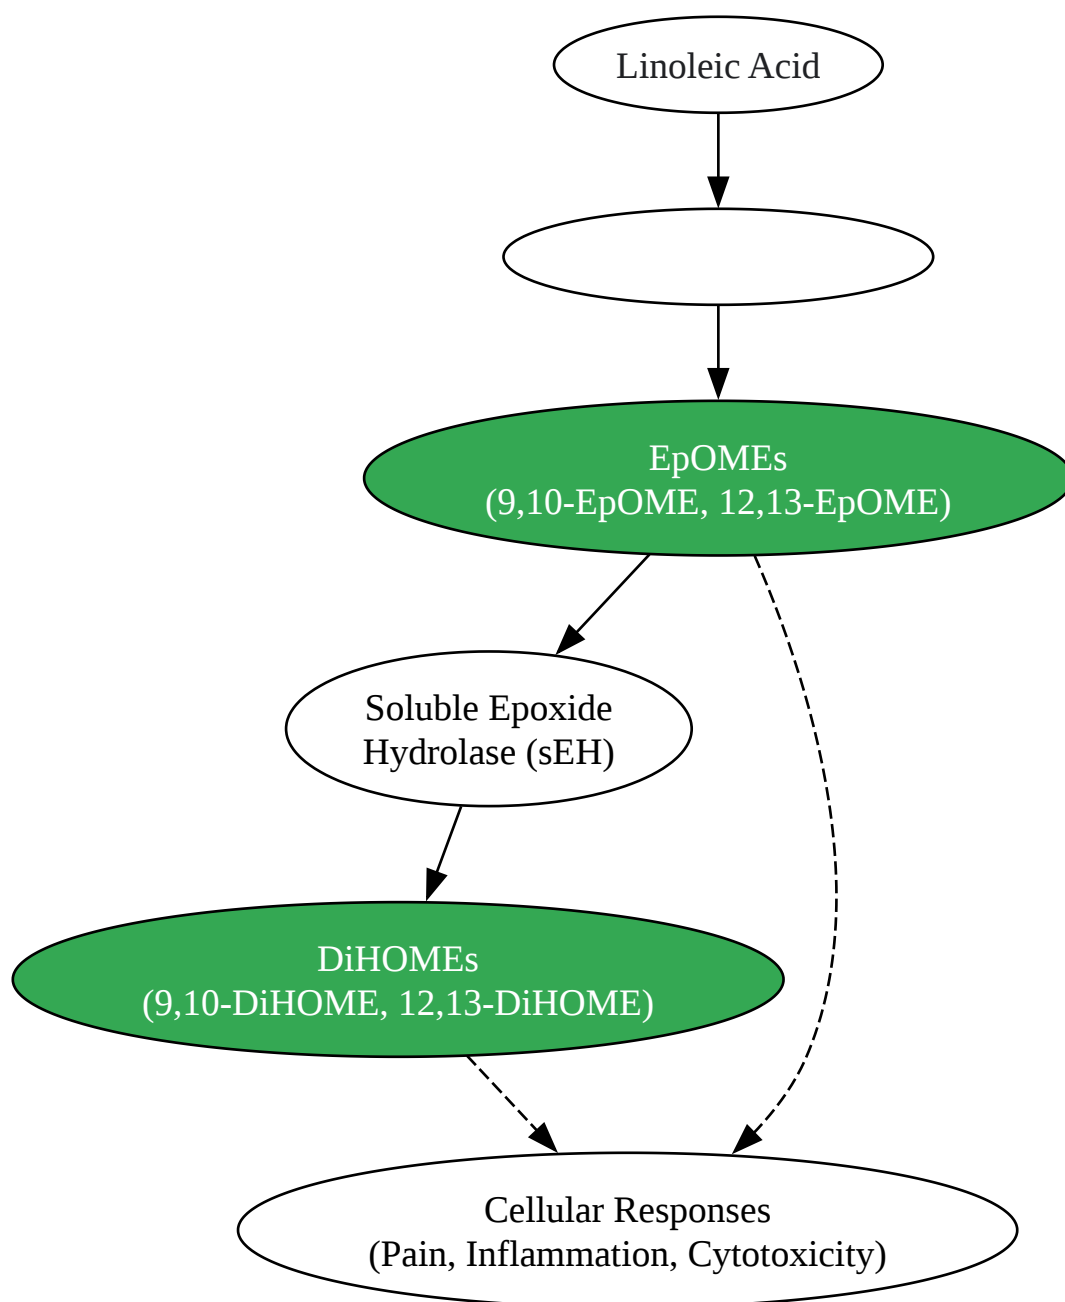 Linoleic Acid
EpOMEs
(9,10-EpOME, 12,13-EpOME)
Soluble Epoxide
Hydrolase (sEH)
DiHOMEs
(9,10-DiHOME, 12,13-DiHOME)
Cellular Responses
(Pain, Inflammation, Cytotoxicity)